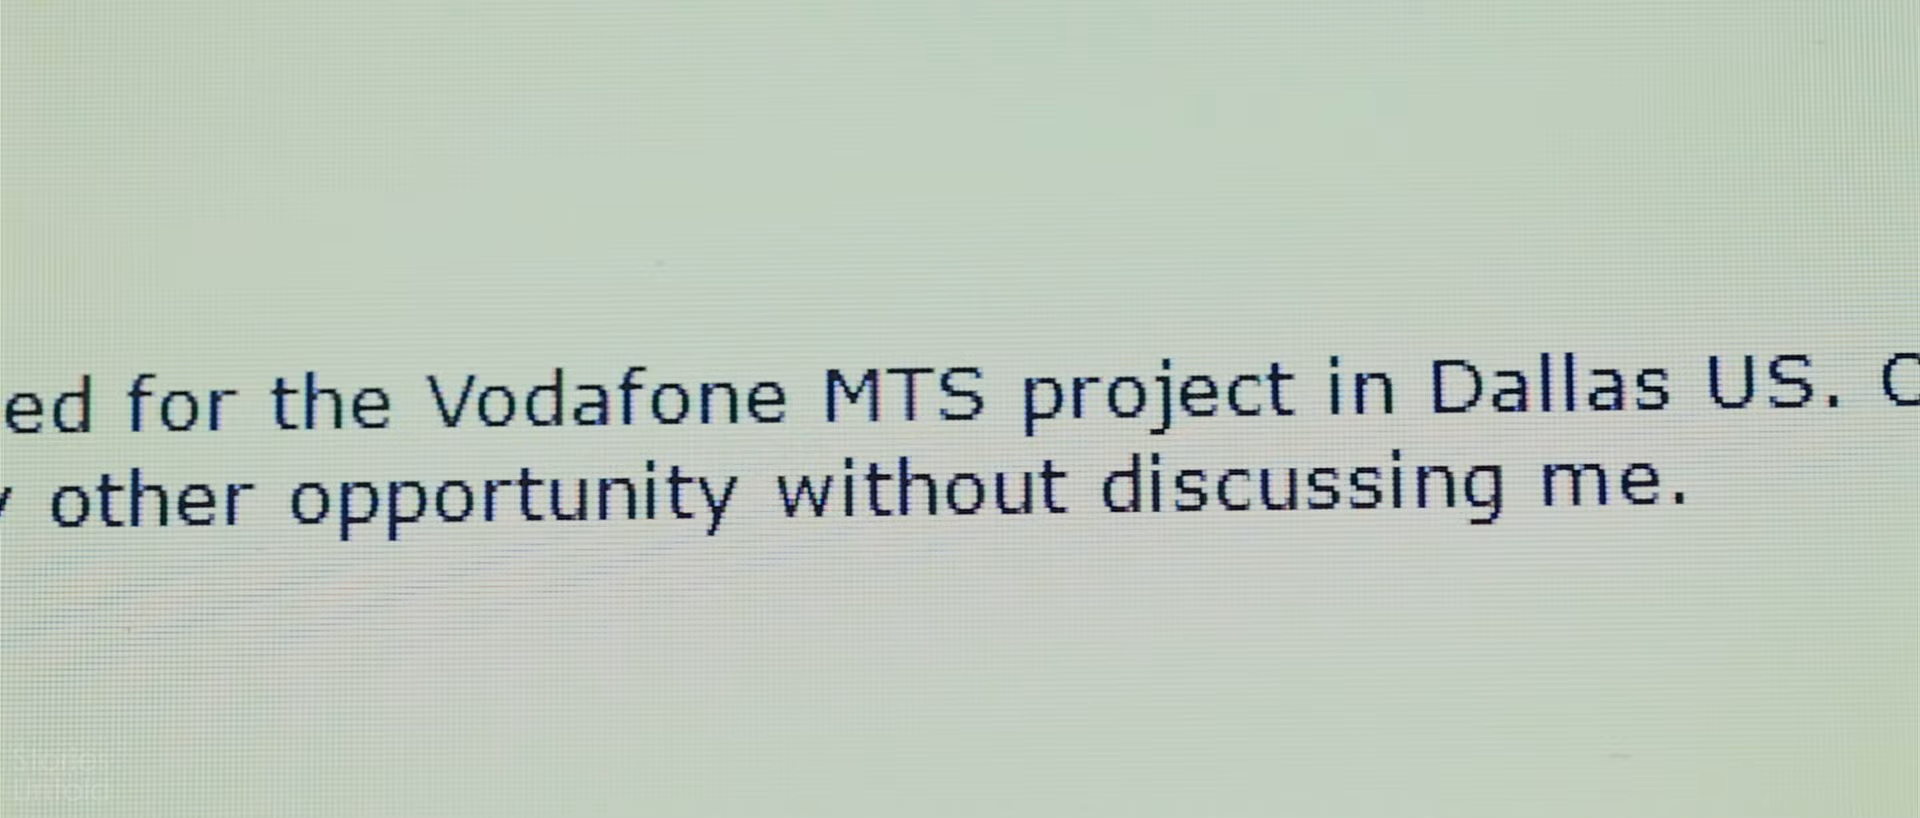 ed for the Vodafone MTS project in Dallas US.
other opportunity without discussing me.